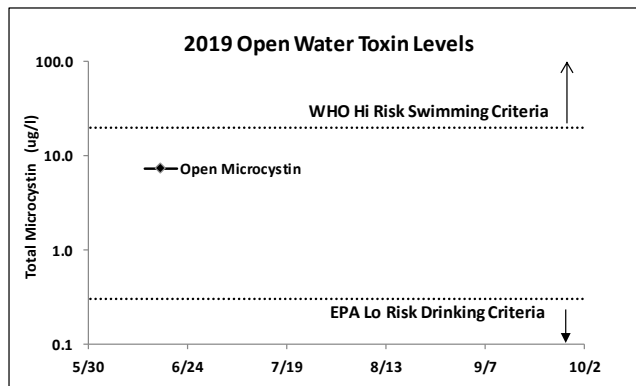 2019 Open Water Toxin Levels
Total Microcystin (ug/l)
100.0
WHO Hi Risk Swimming Criteria
10.0
Open Microcystin
1.0
EPA Lo Risk Drinking Criteria
0.1
5/30 6/24 7/19 8/13 9/7 10/2